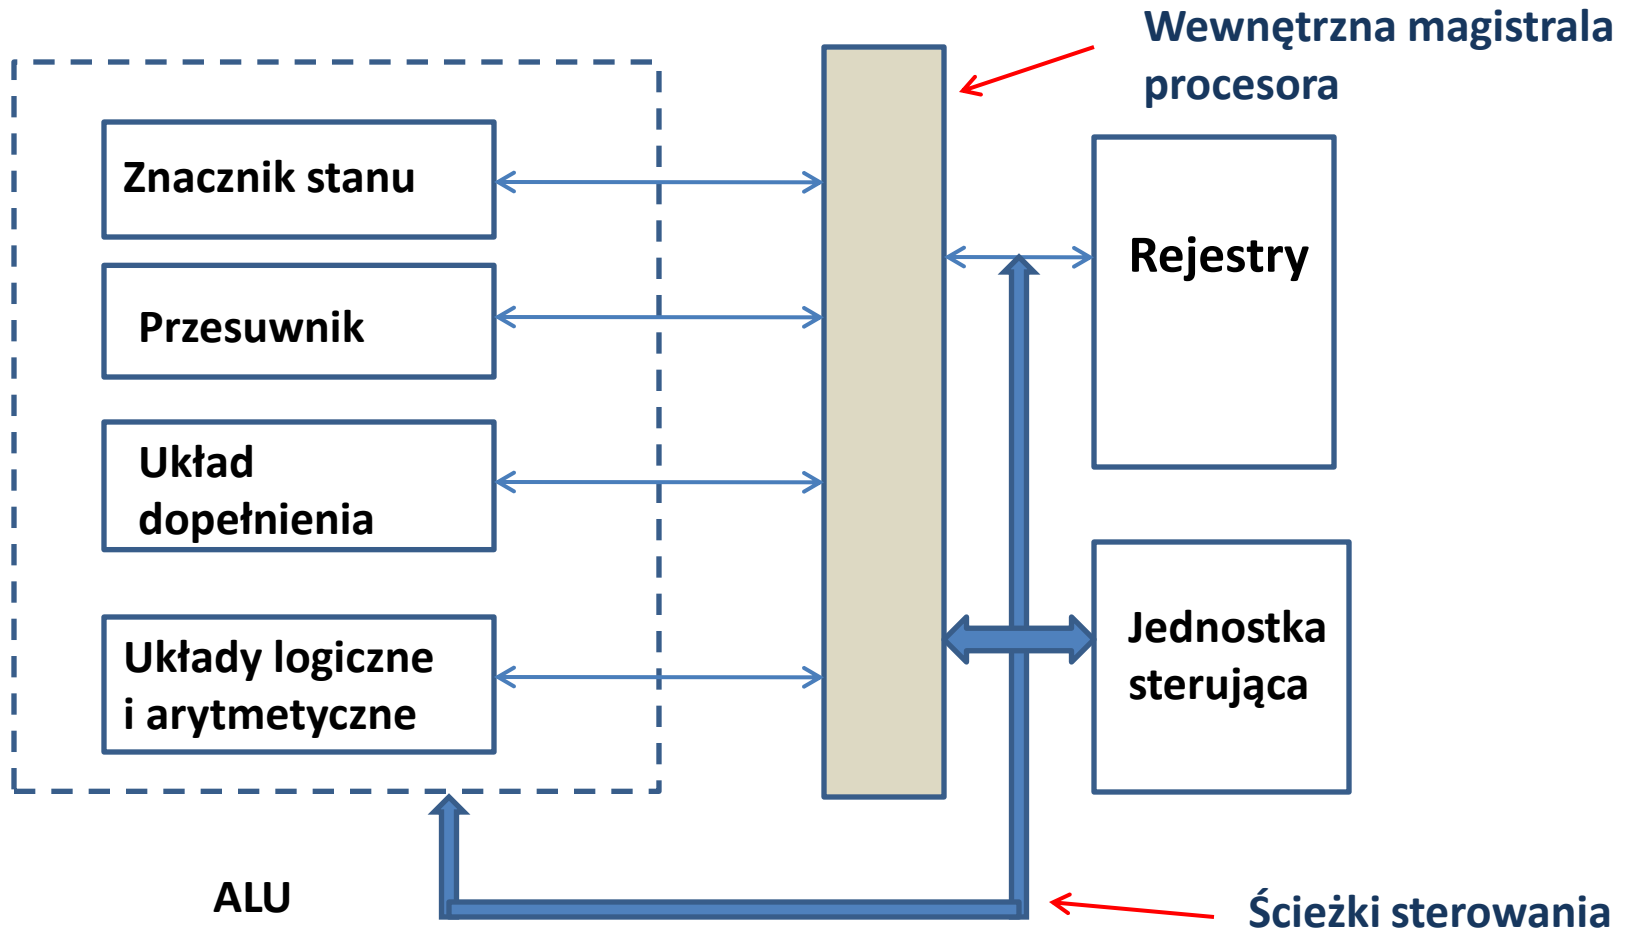 Wewnętrzna magistrala
procesora
Znacznik stanu
Przesuwnik
Układ
dopełnienia
Układy logiczne
i arytmetyczne
ALU
Rejestry
Jednostka
sterująca
Ścieżki sterowania